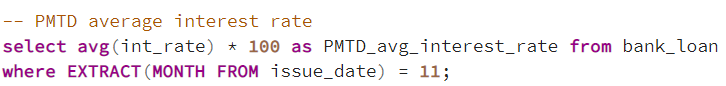 -- PMTD average interest rate
select avg(int_rate) * 100 as PMTD_avg_interest_rate from bank_loan
where EXTRACT(MONTH FROM issue_date) = 11;